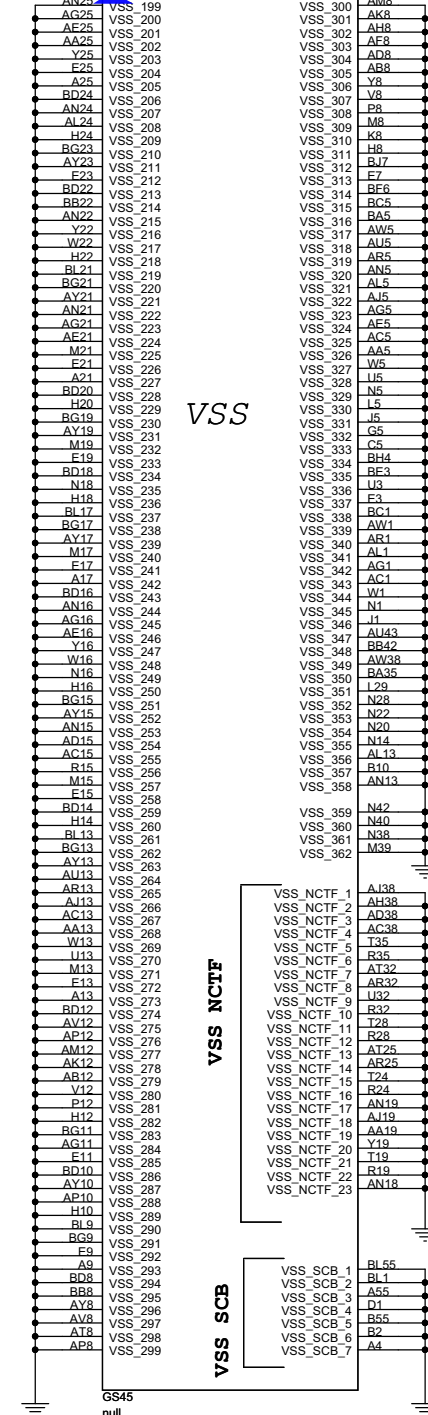 AN25 VSS_199
AG25 VSS_200
AE25 VSS_201
AA25 VSS_202
Y25 VSS_203
E25 VSS_204
A25 VSS_205
BD24 VSS_206
AN24 VSS_207
AL24 VSS_208
H24 VSS_209
BG23 VSS_210
AY23 VSS_211
E23 VSS_212
BD22 VSS_213
BB22 VSS_214
AN22 VSS_215
Y22 VSS_216
W22 VSS_217
H22 VSS_218
BL21 VSS_219
BG21 VSS_220
AY21 VSS_221
AN21 VSS_222
AG21 VSS_223
AE21 VSS_224
M21 VSS_225
E21 VSS_226
A21 VSS_227
BD20 VSS_228
H20 VSS_229
BG19 VSS_230
AY19 VSS_231
M19 VSS_232
E19 VSS_233
BD18 VSS_234
N18 VSS_235
H18 VSS_236
BL17 VSS_237
BG17 VSS_238
AY17 VSS_239
M17 VSS_240
E17 VSS_241
A17 VSS_242
BD16 VSS_243
AN16 VSS_244
AG16 VSS_245
AE16 VSS_246
Y16 VSS_247
W16 VSS_248
N16 VSS_249
H16 VSS_250
BG15 VSS_251
AY15 VSS_252
AN15 VSS_253
AD15 VSS_254
AC15 VSS_255
R15 VSS_256
M15 VSS_257
E15 VSS_258
BD14 VSS_259
H14 VSS_260
BL13 VSS_261
BG13 VSS_262
AY13 VSS_263
AU13 VSS_264
AR13 VSS_265
AJ13 VSS_266
AC13 VSS_267
AA13 VSS_268
W13 VSS_269
U13 VSS_270
M13 VSS_271
E13 VSS_272
A13 VSS_273
BD12 VSS_274
AV12 VSS_275
AP12 VSS_276
AM12 VSS_277
AK12 VSS_278
AB12 VSS_279
V12 VSS_280
P12 VSS_281
H12 VSS_282
BG11 VSS_283
AG11 VSS_284
E11 VSS_285
BD10 VSS_286
AY10 VSS_287
AP10 VSS_288
H10 VSS_289
BL9 VSS_290
BG9 VSS_291
E9 VSS_292
A9 VSS_293
BD8 VSS_294
BB8 VSS_295
AY8 VSS_296
AV8 VSS_297
AT8 VSS_298
AP8 VSS_299
VSS
VSS_300 AM8
VSS_301 AK8
VSS_302 AH8
VSS_303 AF8
VSS_304 AD8
VSS_305 AB8
VSS_306 Y8
VSS_307 V8
VSS_308 P8
VSS_309 M8
VSS_310 K8
VSS_311 H8
VSS_312 BJ7
VSS_313 E7
VSS_314 BF6
VSS_315 BC5
VSS_316 BA5
VSS_317 AW5
VSS_318 AU5
VSS_319 AR5
VSS_320 AN5
VSS_321 AL5
VSS_322 AJ5
VSS_323 AG5
VSS_324 AE5
VSS_325 AC5
VSS_326 AA5
VSS_327 W5
VSS_328 U5
VSS_329 N5
VSS_330 L5
VSS_331 J5
VSS_332 G5
VSS_333 C5
VSS_334 BH4
VSS_335 BE3
VSS_336 U3
VSS_337 E3
VSS_338 BC1
VSS_339 AW1
VSS_340 AR1
VSS_341 AL1
VSS_342 AG1
VSS_343 AC1
VSS_344 W1
VSS_345 N1
VSS_346 J1
VSS_347 AU43
VSS_348 BB42
VSS_349 AW38
VSS_350 BA35
VSS_351 L29
VSS_352 N28
VSS_353 N22
VSS_354 N20
VSS_355 N14
VSS_356 AL13
VSS_357 B10
VSS_358 AN13
VSS_359 N42
VSS_360 N40
VSS_361 N38
VSS_362 M39
VSS NCTF
VSS_NCTF_1 AJ38
VSS_NCTF_2 AH38
VSS_NCTF_3 AD38
VSS_NCTF_4 AC38
VSS_NCTF_5 T35
VSS_NCTF_6 R35
VSS_NCTF_7 AT32
VSS_NCTF_8 AR32
VSS_NCTF_9 U32
VSS_NCTF_10 R32
VSS_NCTF_11 T28
VSS_NCTF_12 R28
VSS_NCTF_13 AT25
VSS_NCTF_14 AR25
VSS_NCTF_15 T24
VSS_NCTF_16 R24
VSS_NCTF_17 AN19
VSS_NCTF_18 AJ19
VSS_NCTF_19 AA19
VSS_NCTF_20 Y19
VSS_NCTF_21 T19
VSS_NCTF_22 R19
VSS_NCTF_23 AN18
VSS SCB
VSS_SCB_1 BL55
VSS_SCB_2 BL1
VSS_SCB_3 A55
VSS_SCB_4 D1
VSS_SCB_5 B55
VSS_SCB_6 B2
VSS_SCB_7 A4
GS45
null